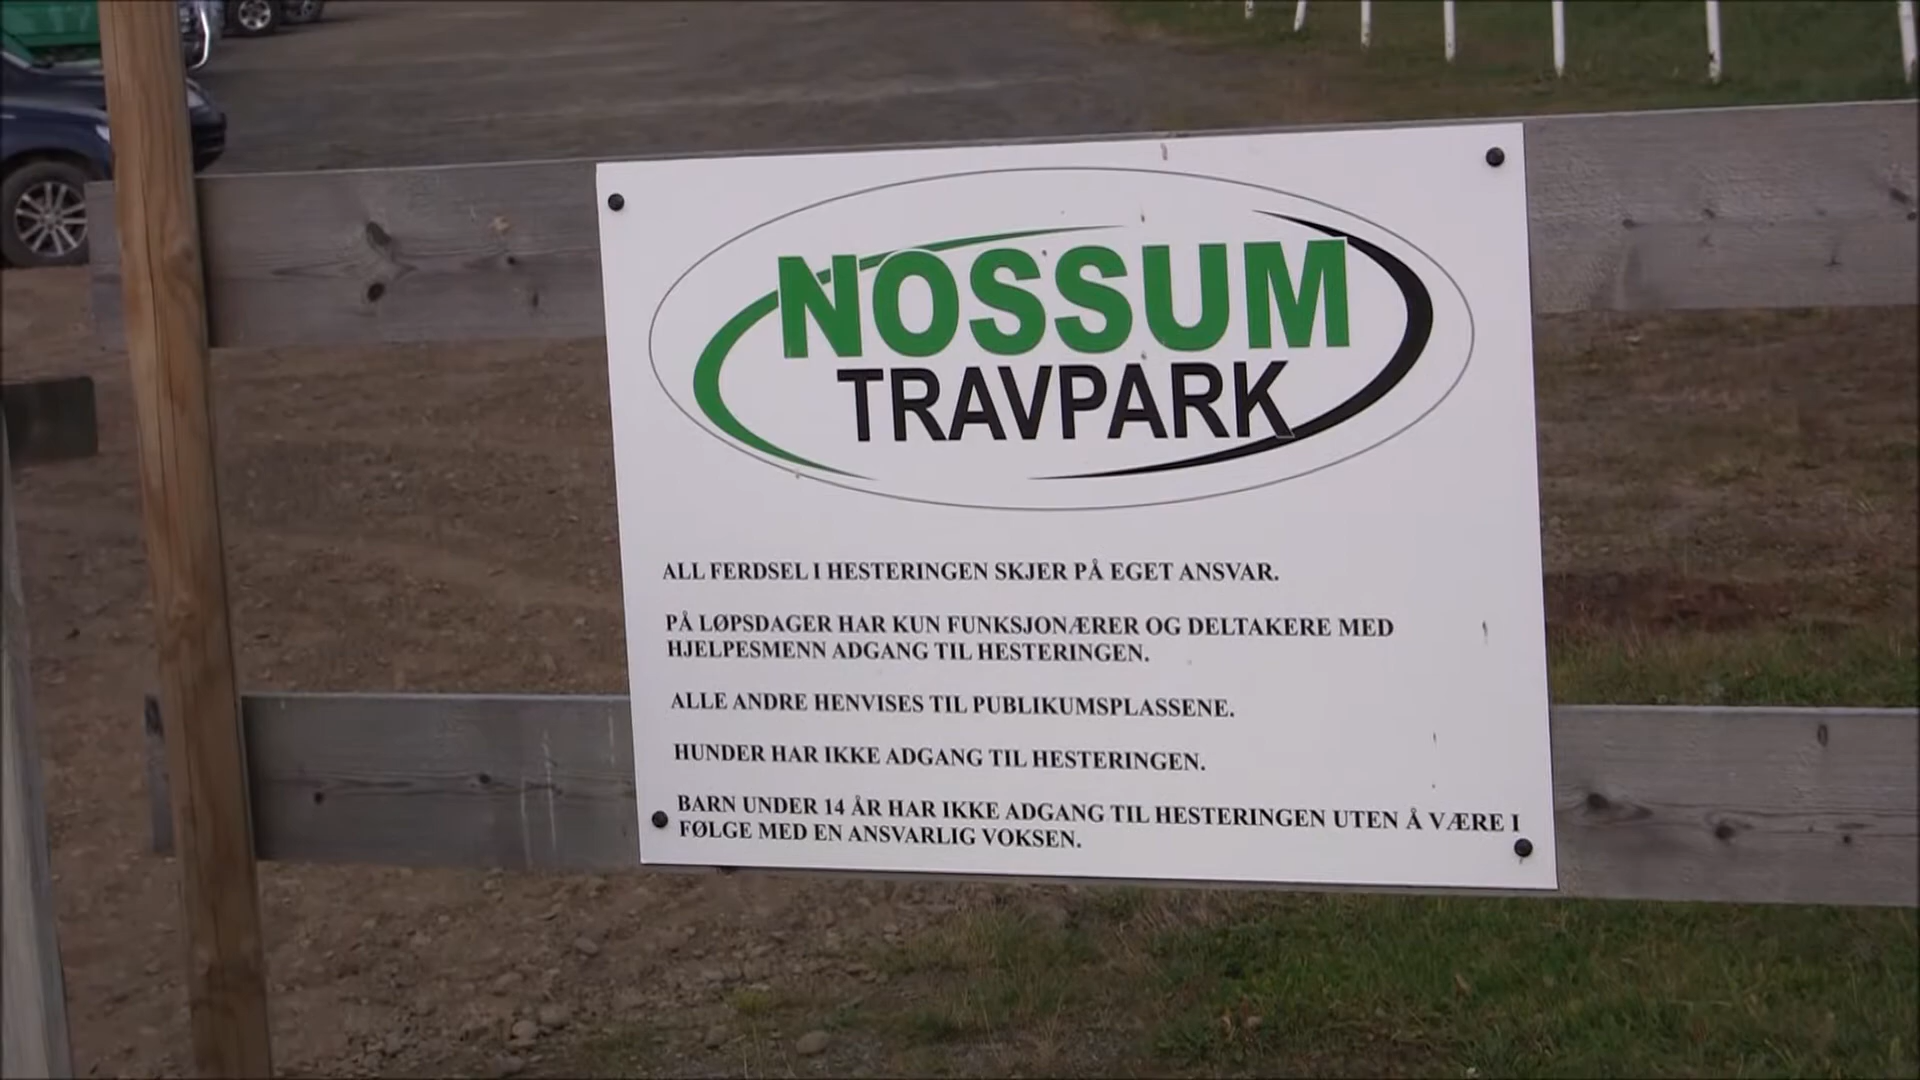 NOSSUM
TRAVPARK
ALL FERDSEL I HESTERINGEN SKJER PÅ EGET ANSVAR.
PÅ LØPSDAGER HAR KUN FUNKSJONÆRER OG DELTAKERE MED
HJELPESMENN ADGANG TIL HESTERINGEN.
ALLE ANDRE HENVISES TIL PUBLIKUMSPLASSENE.
HUNDER HAR IKKE ADGANG TIL HESTERINGEN.
BARN UNDER 14 ÅR HAR IKKE ADGANG TIL HESTERINGEN UTEN Å VÆRE I
FØLGE MED EN ANSVARLIG VOKSEN.